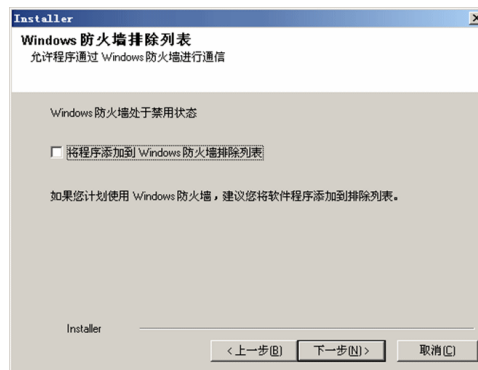 Installer
Windows 防火墙排除列表
允许程序通过 Windows 防火墙进行通信
Windows 防火墙处于禁用状态
将程序添加到 Windows 防火墙排除列表
如果您计划使用 Windows 防火墙，建议您将软件程序添加到排除列表。
Installer
<上一步(B) 下一步(N)> 取消(C)